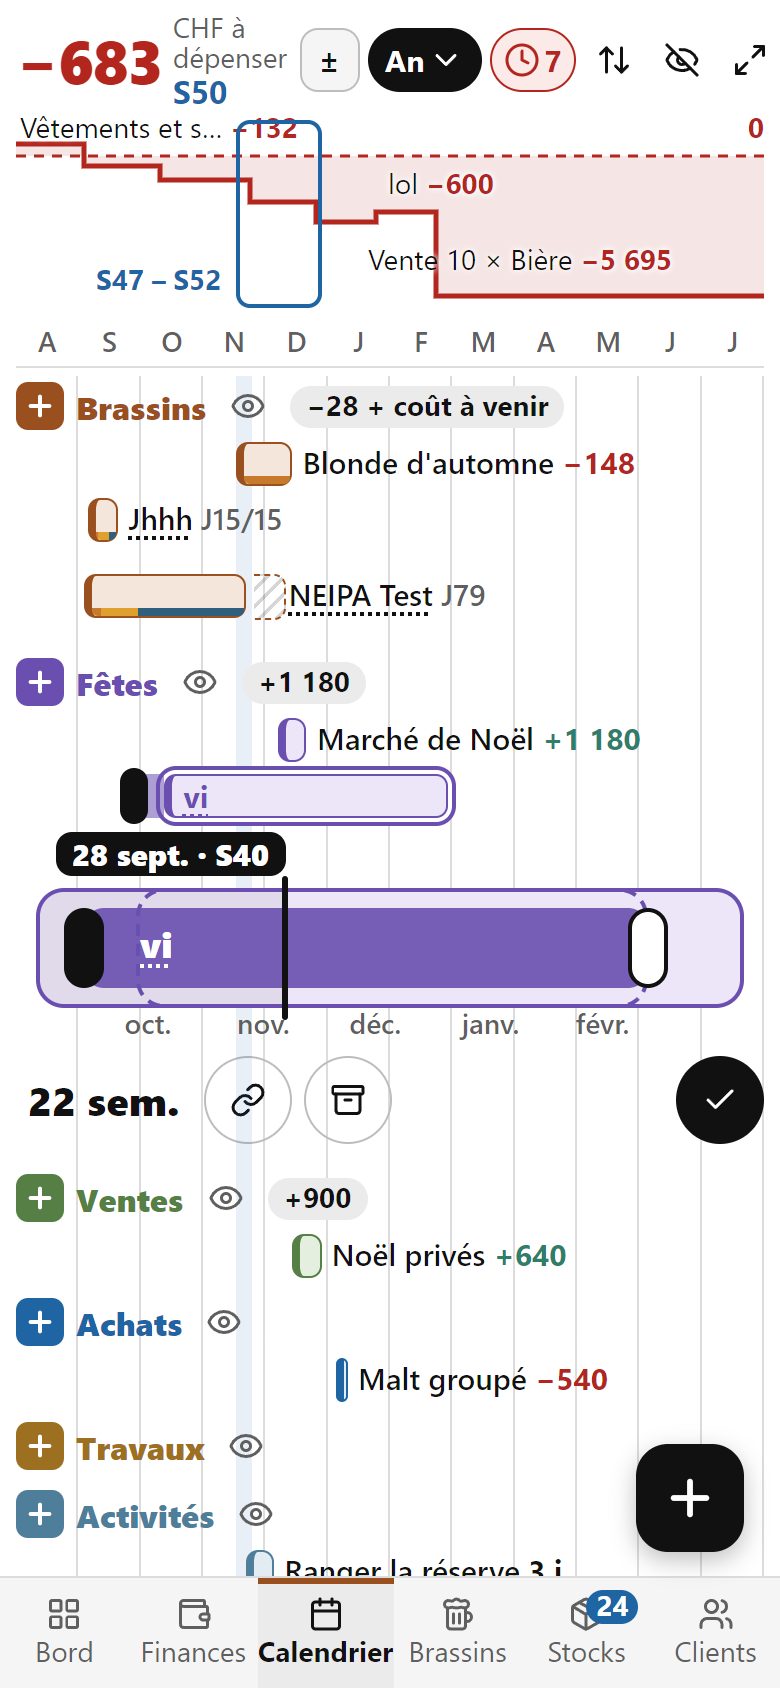 −683 CHF à dépenser S50 ± An 7
Vêtements et s... −132 0
lol −600
Vente 10 × Bière −5 695
S47 – S52
A S O N D J F M A M J J
Brassins −28 + coût à venir
Blonde d'automne −148
Jhhh J15/15
NEIPA Test J79
Fêtes +1 180
Marché de Noël +1 180
vi
28 sept. · S40
vi
oct. nov. déc. janv. févr.
22 sem.
Ventes +900
Noël privés +640
Achats
Malt groupé −540
Travaux
Activités
Ranger la réserve 3 j
Bord Finances Calendrier Brassins Stocks 24 Clients